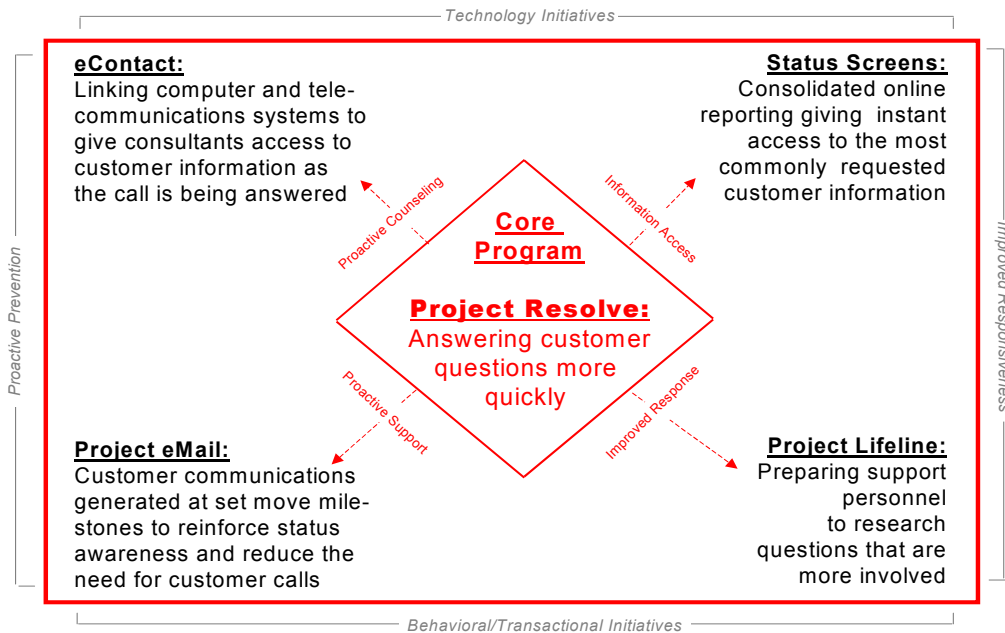 Technology Initiatives
eContact:
Linking computer and tele-
communications systems to
give consultants access to
customer information as
the call is being answered
Status Screens:
Consolidated online
reporting giving instant
access to the most
commonly requested
customer information
Proactive Counseling
Information Access
Core
Program
Project Resolve:
Answering customer
questions more
quickly
Proactive Prevention
Improved Responsiveness
Proactive Support
Improved Response
Project eMail:
Customer communications
generated at set move mile-
stones to reinforce status
awareness and reduce the
need for customer calls
Project Lifeline:
Preparing support
personnel
to research
questions that are
more involved
Behavioral/Transactional Initiatives